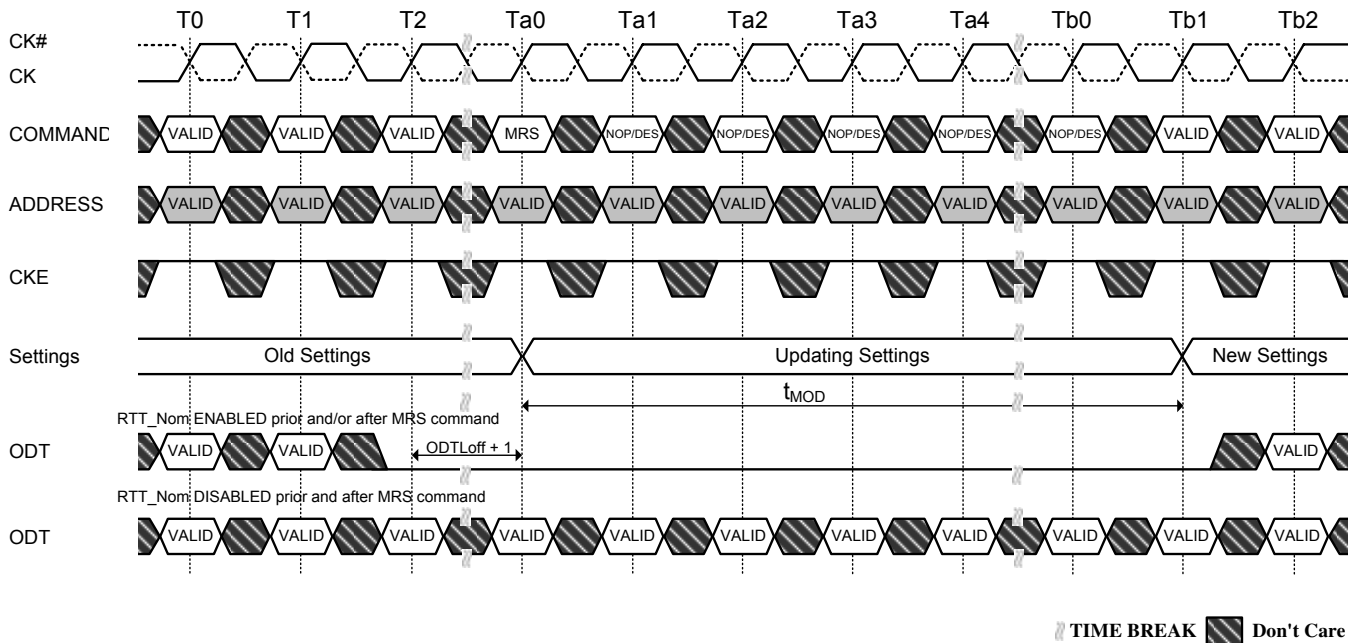 T0 T1 T2 Ta0 Ta1 Ta2 Ta3 Ta4 Tb0 Tb1 Tb2
CK#
CK
COMMAND VALID VALID VALID MRS NOP/DES NOP/DES NOP/DES NOP/DES NOP/DES VALID VALID
ADDRESS VALID VALID VALID VALID VALID VALID VALID VALID VALID VALID VALID
CKE
Settings Old Settings Updating Settings New Settings
tMOD
RTT_Nom ENABLED prior and/or after MRS command
ODT VALID VALID ODTLoff + 1 VALID
RTT_Nom DISABLED prior and after MRS command
ODT VALID VALID VALID VALID VALID VALID VALID VALID VALID VALID VALID
TIME BREAK Don't Care